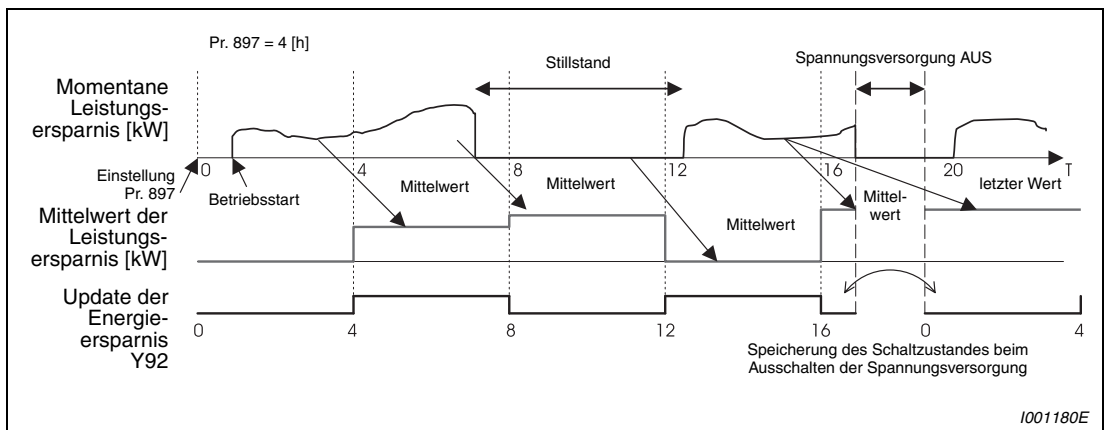 Pr. 897 = 4 [h]
Spannungsversorgung AUS
Stillstand
Momentane
Leistungs-
ersparnis [kW]
0 4 8 12 16 20 T
Einstellung
Pr. 897
Betriebsstart
Mittelwert
Mittelwert
Mittelwert
Mittel-
wert
letzter Wert
Mittelwert der
Leistungs-
ersparnis [kW]
Update der
Energie-
ersparnis
Y92
0 4 8 12 16 0 4
Speicherung des Schaltzustandes beim
Ausschalten der Spannungsversorgung
I001180E